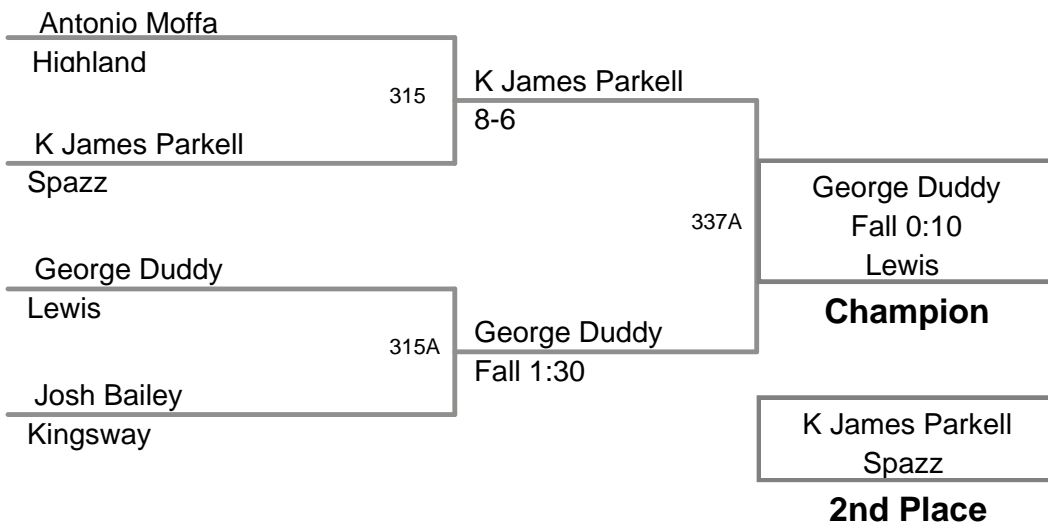 Antonio Moffa
Highland
315
K James Parkell
8-6
K James Parkell
Spazz
337A
George Duddy
Fall 0:10
Lewis
Champion
George Duddy
Lewis
315A
George Duddy
Fall 1:30
Josh Bailey
Kingsway
K James Parkell
Spazz
2nd Place